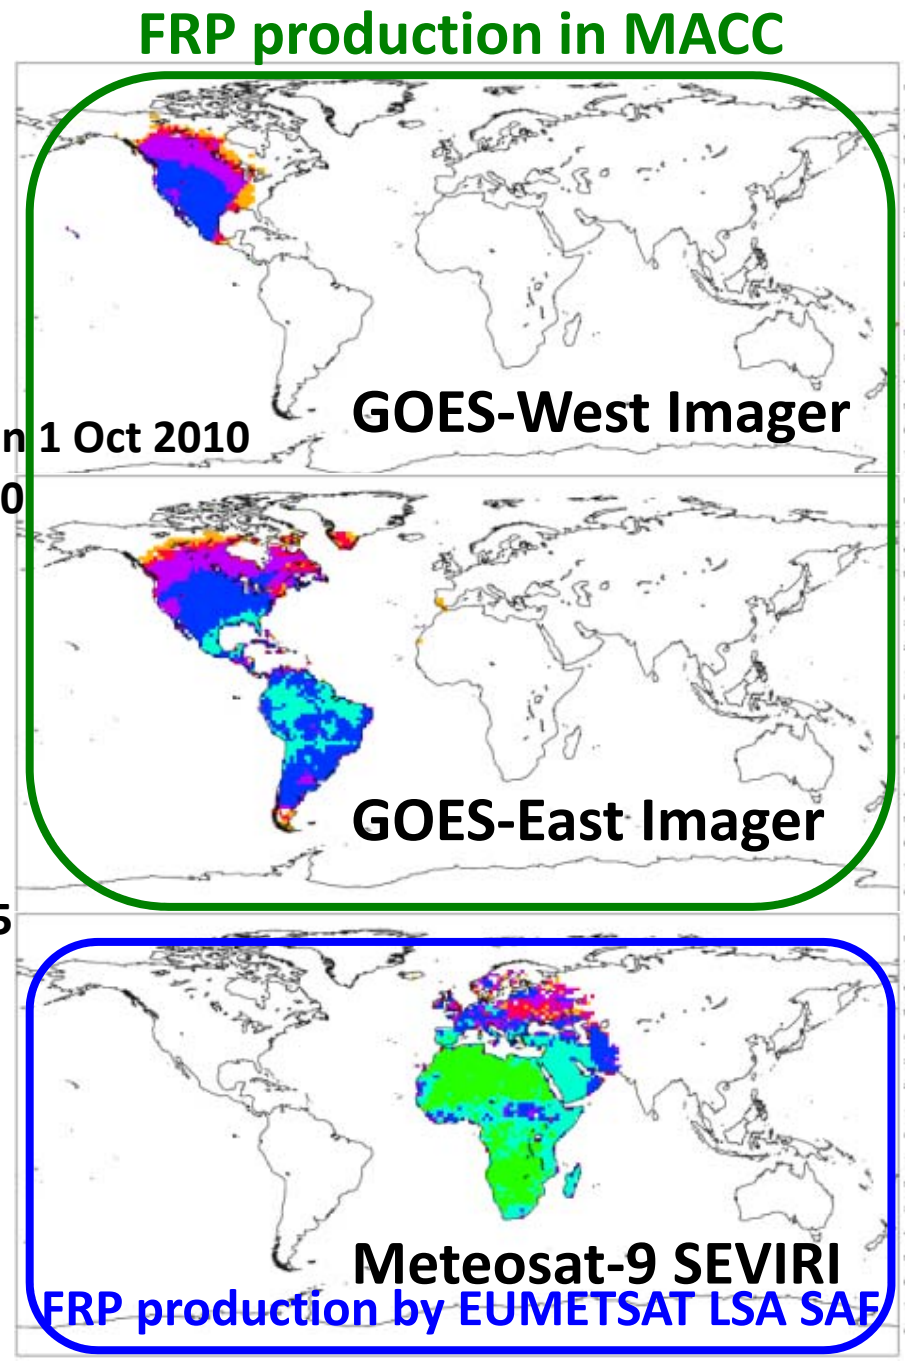 FRP production in MACC
GOES-West Imager
n 1 Oct 2010
0
GOES-East Imager
5
Meteosat-9 SEVIRI
FRP production by EUMETSAT LSA SAF